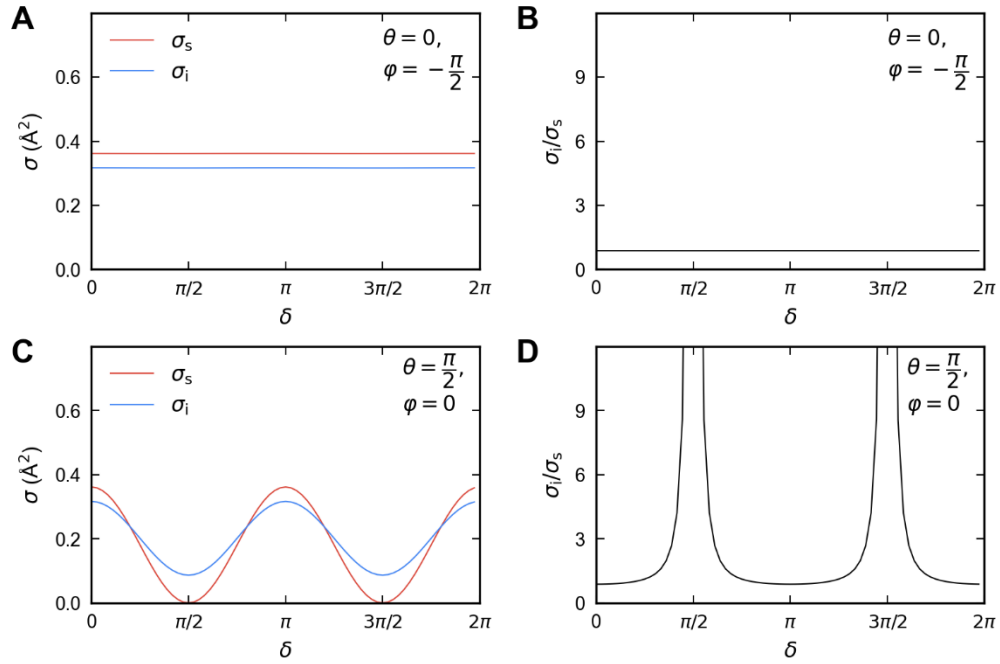 A
σ (Å²)
0.6
0.4
0.2
0.0
σₛ
σᵢ
θ = 0,
φ = −π/2
0 π/2 π 3π/2 2π
δ
B
σᵢ/σₛ
9
6
3
0
θ = 0,
φ = −π/2
0 π/2 π 3π/2 2π
δ
C
σ (Å²)
0.6
0.4
0.2
0.0
σₛ
σᵢ
θ = π/2,
φ = 0
0 π/2 π 3π/2 2π
δ
D
σᵢ/σₛ
9
6
3
0
θ = π/2,
φ = 0
0 π/2 π 3π/2 2π
δ